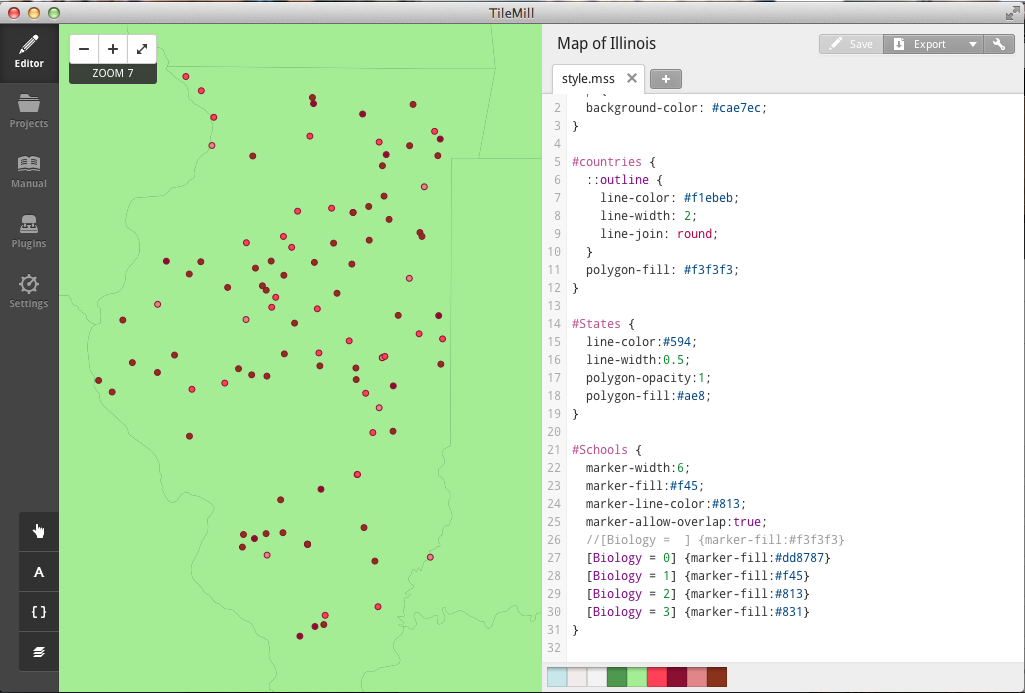 TileMill
Editor
Projects
Manual
Plugins
Settings
A
{ }
− + 
ZOOM 7
Map of Illinois
Save Export
style.mss ✕ +
2 background-color: #cae7ec;
3 }
4
5 #countries {
6 ::outline {
7 line-color: #f1ebeb;
8 line-width: 2;
9 line-join: round;
10 }
11 polygon-fill: #f3f3f3;
12 }
13
14 #States {
15 line-color:#594;
16 line-width:0.5;
17 polygon-opacity:1;
18 polygon-fill:#ae8;
19 }
20
21 #Schools {
22 marker-width:6;
23 marker-fill:#f45;
24 marker-line-color:#813;
25 marker-allow-overlap:true;
26 //[Biology =  ] {marker-fill:#f3f3f3}
27 [Biology = 0] {marker-fill:#dd8787}
28 [Biology = 1] {marker-fill:#f45}
29 [Biology = 2] {marker-fill:#813}
30 [Biology = 3] {marker-fill:#831}
31 }
32